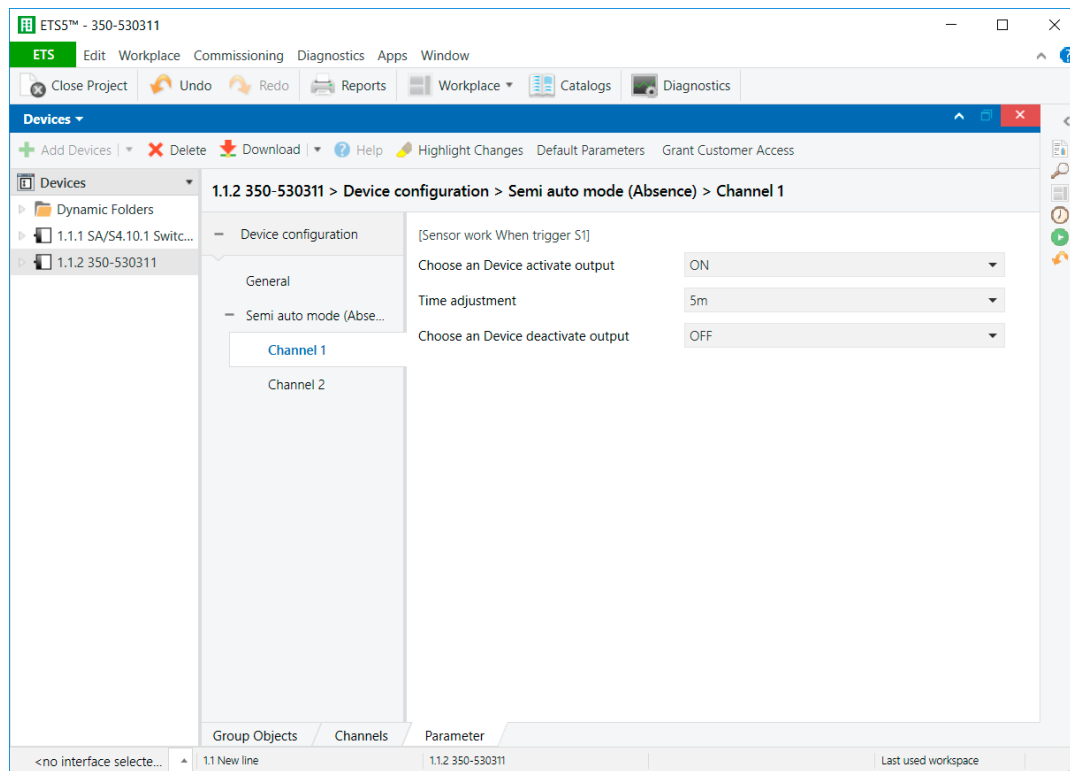 ETS5™ - 350-530311
ETS Edit Workplace Commissioning Diagnostics Apps Window
Close Project Undo Redo Reports Workplace Catalogs Diagnostics
Devices
Add Devices Delete Download Help Highlight Changes Default Parameters Grant Customer Access
Devices
Dynamic Folders
1.1.1 SA/S4.10.1 Switc...
1.1.2 350-530311
1.1.2 350-530311 > Device configuration > Semi auto mode (Absence) > Channel 1
Device configuration
General
Semi auto mode (Abse...
Channel 1
Channel 2
[Sensor work When trigger S1]
Choose an Device activate output ON
Time adjustment 5m
Choose an Device deactivate output OFF
Group Objects Channels Parameter
<no interface selecte... 1.1 New line 1.1.2 350-530311 Last used workspace